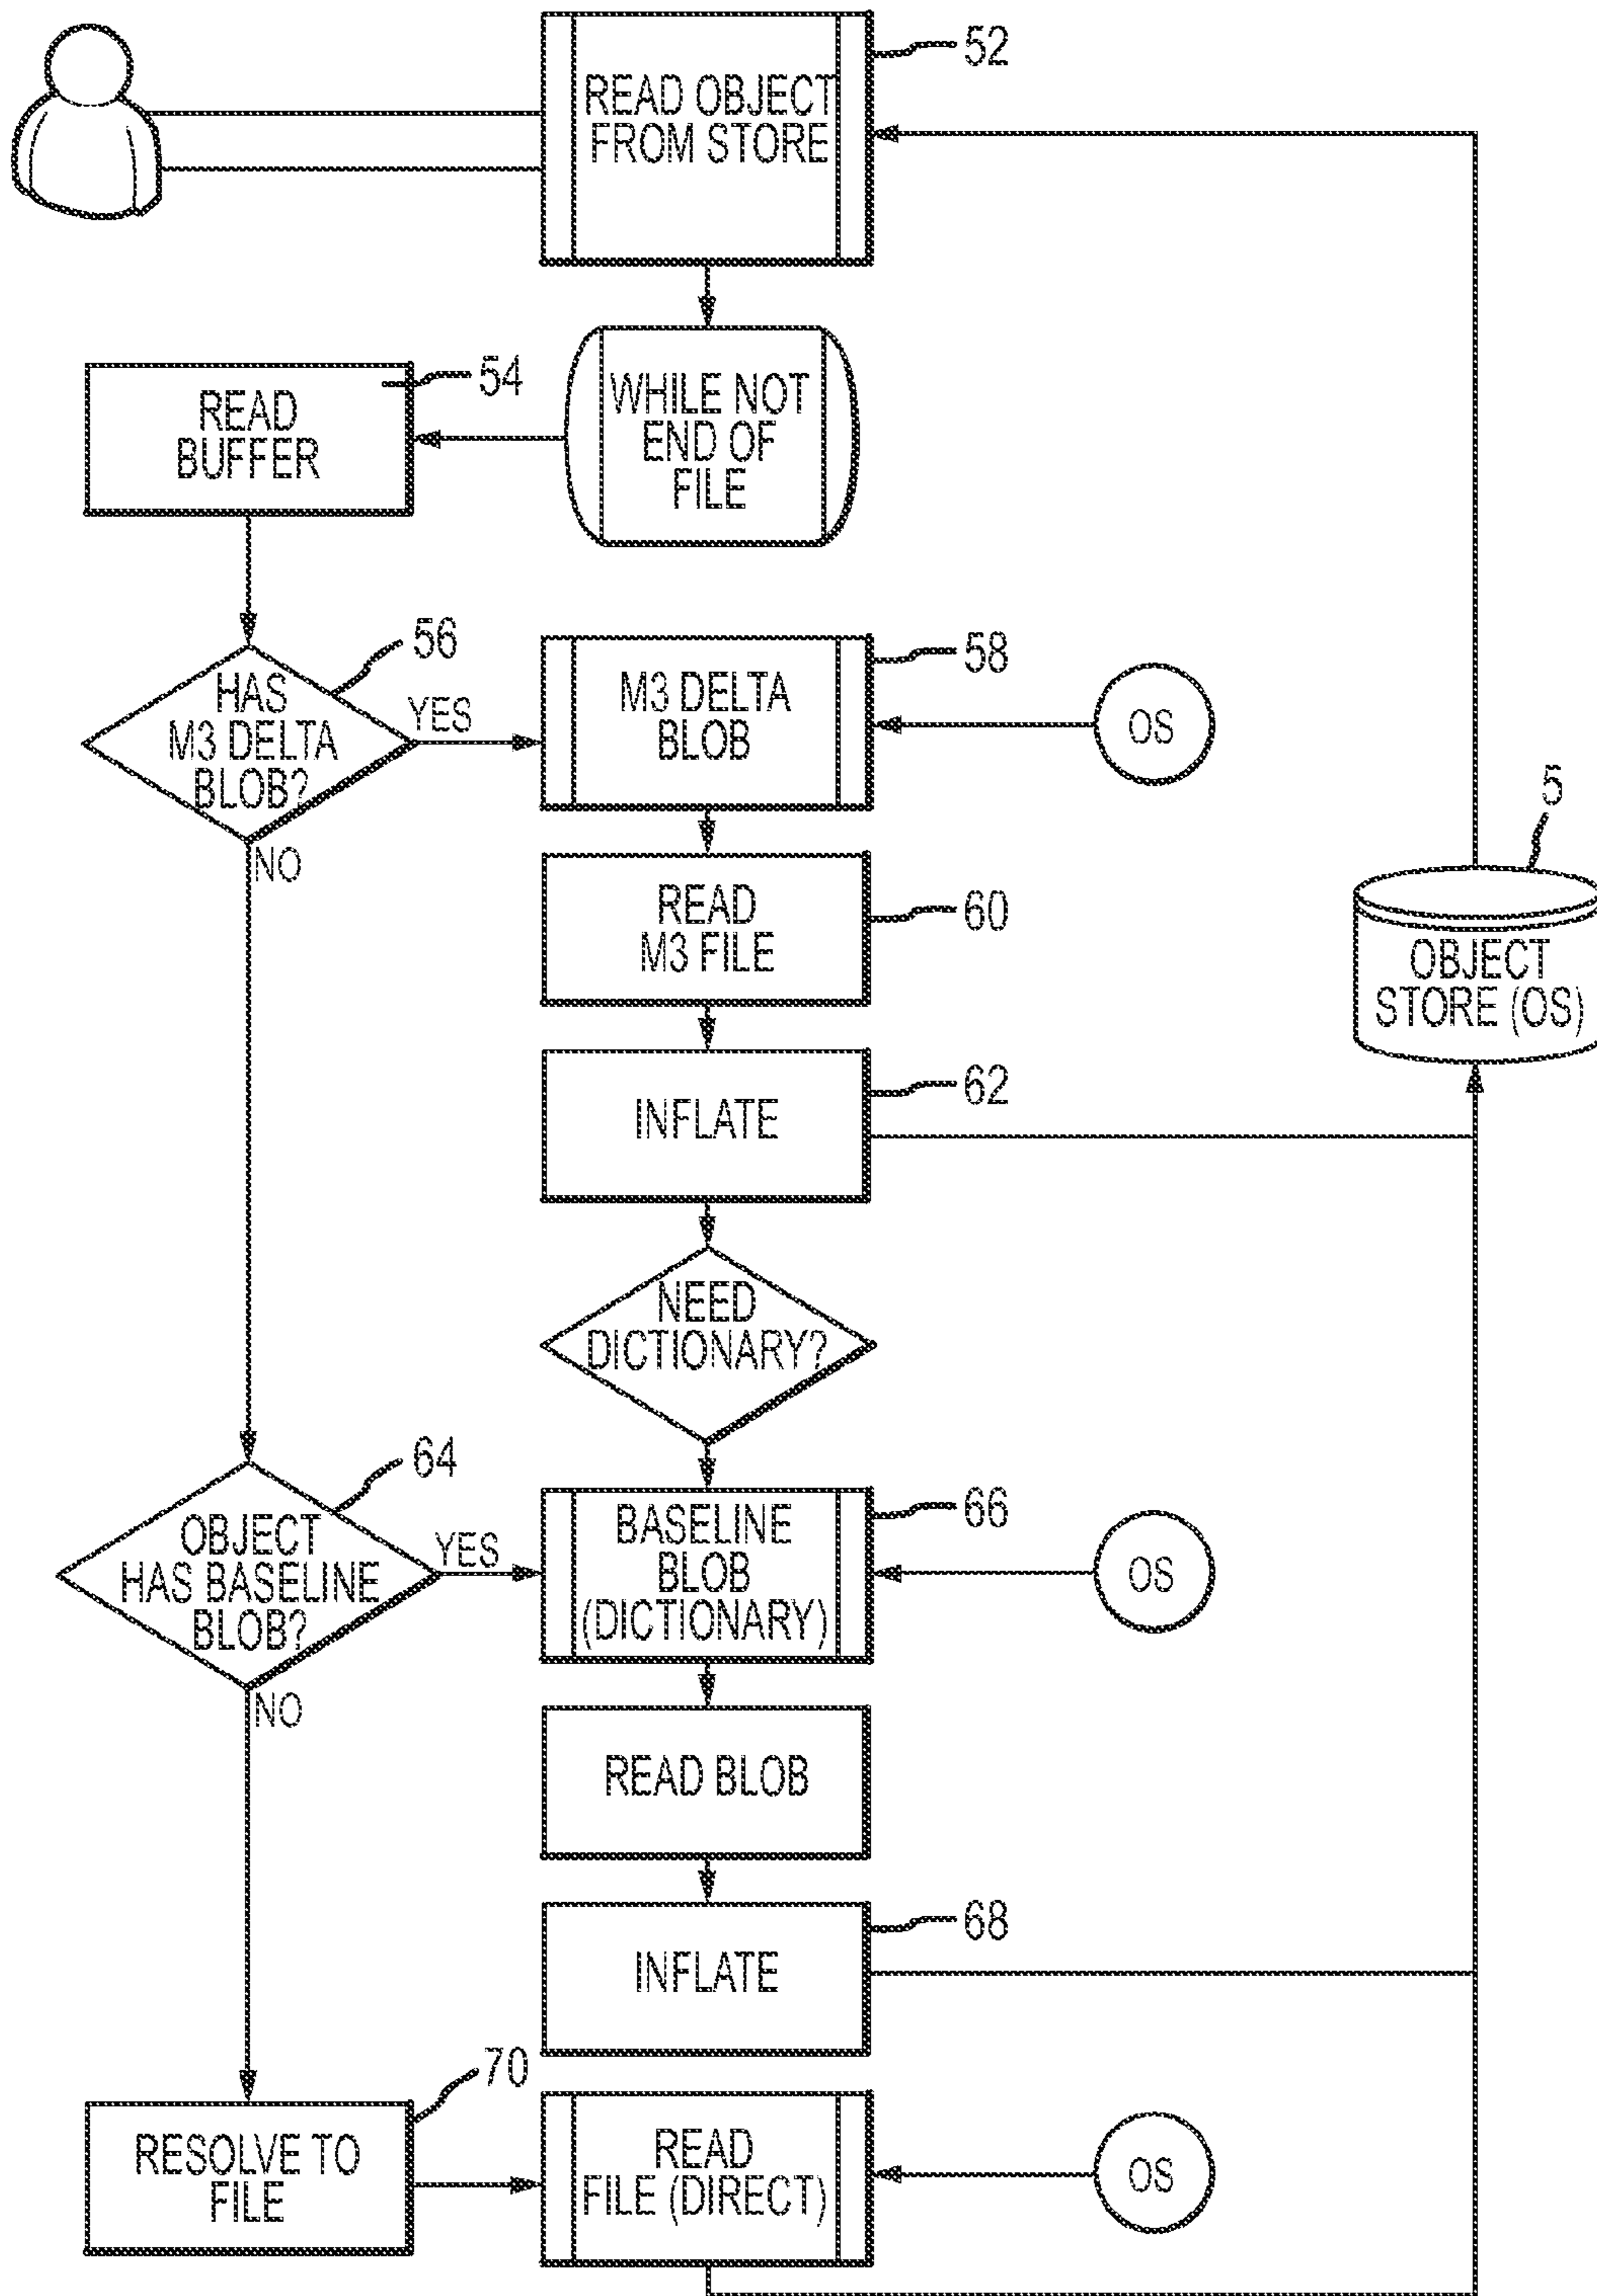 52
READ OBJECT
FROM STORE
54
READ
BUFFER
WHILE NOT
END OF
FILE
56
HAS
M3 DELTA
BLOB?
YES
NO
58
M3 DELTA
BLOB
OS
60
READ
M3 FILE
5
OBJECT
STORE (OS)
62
INFLATE
NEED
DICTIONARY?
64
OBJECT
HAS BASELINE
BLOB?
YES
NO
66
BASELINE
BLOB
(DICTIONARY)
OS
READ BLOB
68
INFLATE
70
RESOLVE TO
FILE
READ
FILE (DIRECT)
OS